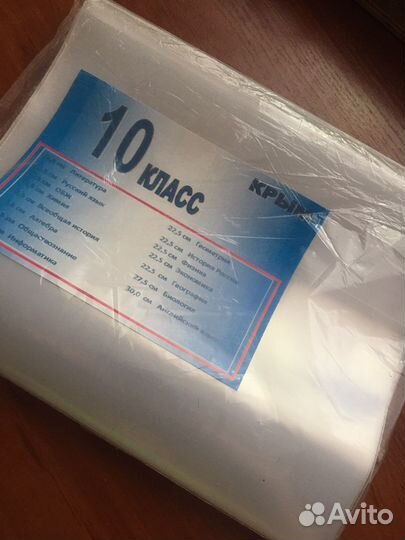 10 КЛАСС
КРЫМ
Литература
Русский язык
ОБЖ
Химия
Всеобщая история
Алгебра
Обществознание
Информатика
22,5 см Геометрия
22,5 см История России
22,5 см Физика
22,5 см Экономика
22,5 см География
27,5 см Биология
30,0 см Английский
Avito